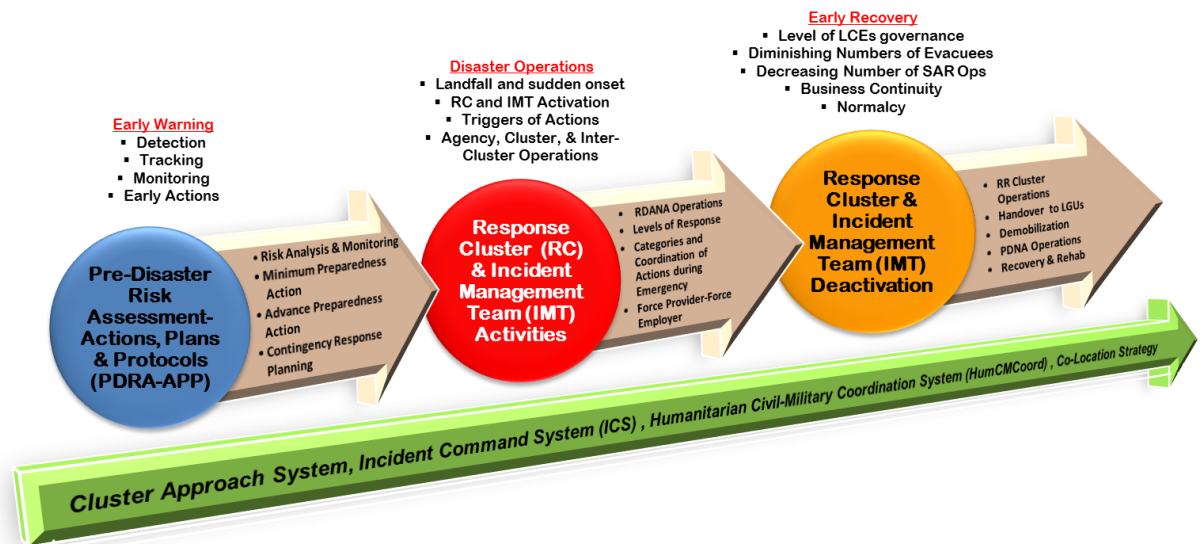 Early Warning
▪ Detection
▪ Tracking
▪ Monitoring
▪ Early Actions
Pre-Disaster
Risk
Assessment-
Actions, Plans
& Protocols
(PDRA-APP)
• Risk Analysis & Monitoring
• Minimum Preparedness
Action
• Advance Preparedness
Action
• Contingency Response
Planning
Disaster Operations
▪ Landfall and sudden onset
▪ RC and IMT Activation
▪ Triggers of Actions
▪ Agency, Cluster, & Inter-
Cluster Operations
Response
Cluster (RC)
& Incident
Management
Team (IMT)
Activities
• RDANA Operations
• Levels of Response
• Categories and
Coordination of
Actions during
Emergency
• Force Provider-Force
Employer
Early Recovery
▪ Level of LCEs governance
▪ Diminishing Numbers of Evacuees
▪ Decreasing Number of SAR Ops
▪ Business Continuity
▪ Normalcy
Response
Cluster &
Incident
Management
Team (IMT)
Deactivation
• RR Cluster
Operations
• Handover to LGUs
• Demobilization
• PDNA Operations
• Recovery & Rehab
Cluster Approach System, Incident Command System (ICS) , Humanitarian Civil-Military Coordination System (HumCMCoord) , Co-Location Strategy